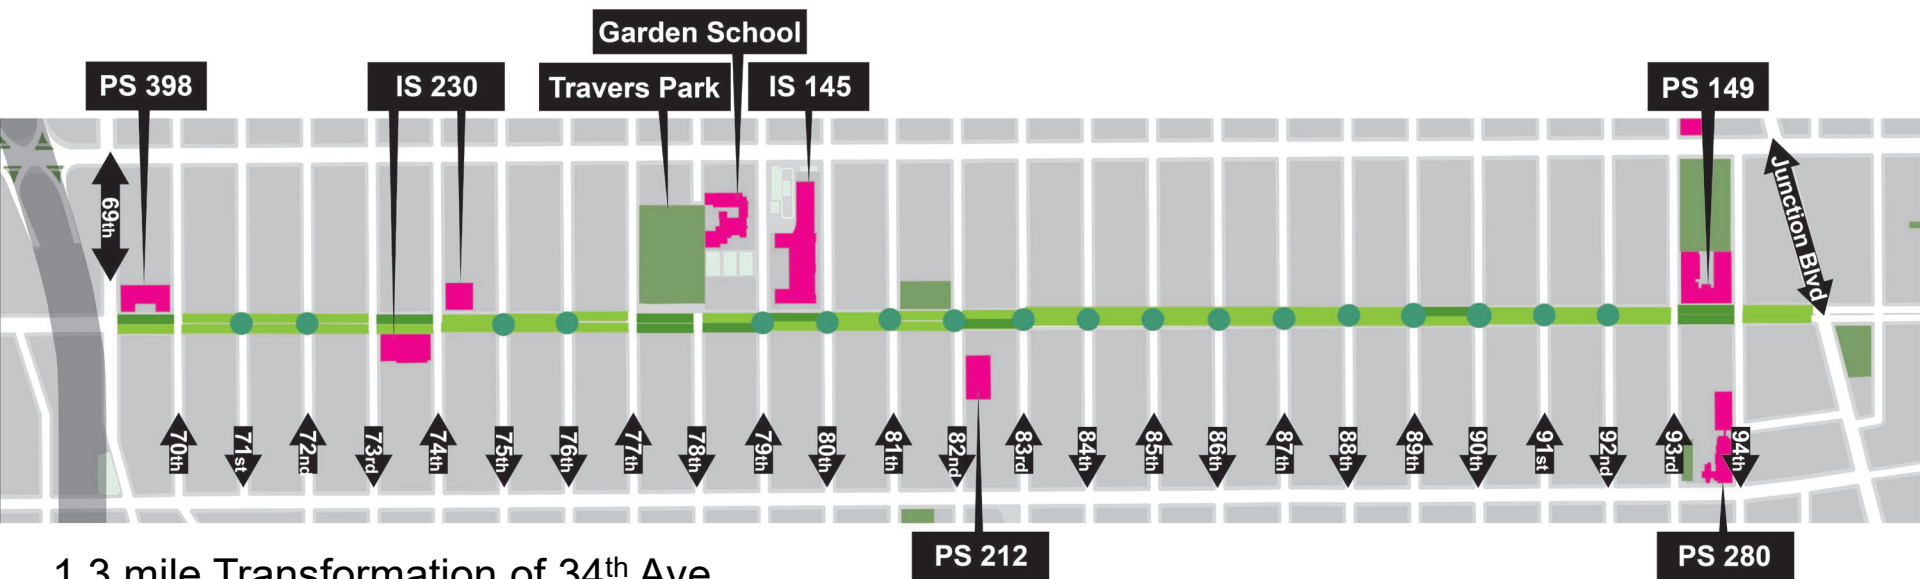 Garden School
PS 398
IS 230
Travers Park
IS 145
PS 149
69th
Junction Blvd
70th
71st
72nd
73rd
74th
75th
76th
77th
78th
79th
80th
81th
82nd
83rd
84th
85th
86th
87th
88th
89th
90th
91st
92nd
93rd
94th
PS 212
PS 280
1.3 mile Transformation of 34th Ave